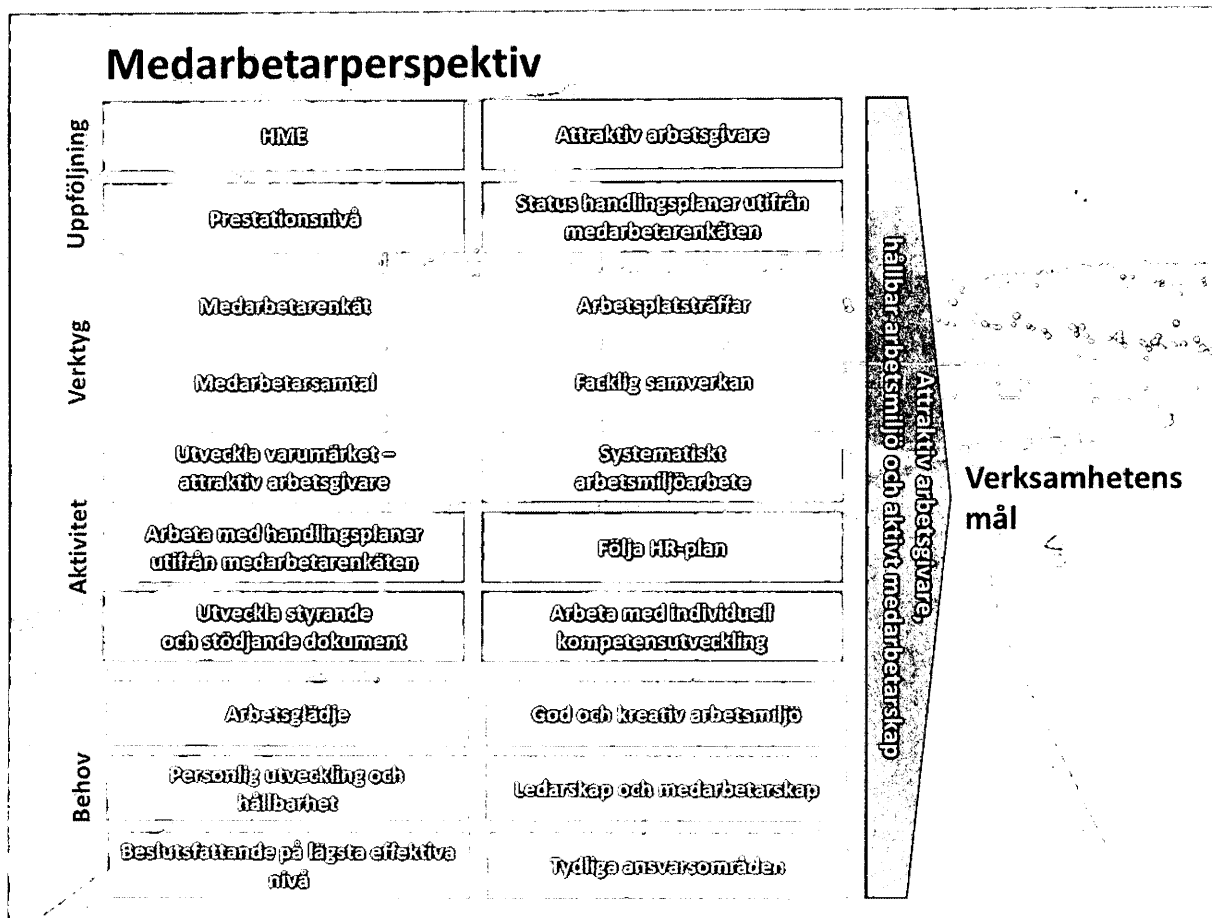 Medarbetarperspektiv
Uppföljning
HME
Attraktiv arbetsgivare
Prestationsnivå
Status handlingsplaner utifrån
medarbetarenkäten
Verktyg
Medarbetarenkät
Arbetsplatsträffar
Medarbetarsamtal
Facklig samverkan
Aktivitet
Utveckla varumärket –
attraktiv arbetsgivare
Systematiskt
arbetsmiljöarbete
Arbeta med handlingsplaner
utifrån medarbetarenkäten
Följa HR-plan
Utveckla styrande
och stödjande dokument
Arbeta med individuell
kompetensutveckling
Behov
Arbetsglädje
God och kreativ arbetsmiljö
Personlig utveckling och
hållbarhet
Ledarskap och medarbetarskap
Beslutsfattande på lägsta effektiva
nivå
Tydliga ansvarsområden
Attraktiv arbetsgivare,
hållbar arbetsmiljö och aktivt medarbetarskap
Verksamhetens
mål